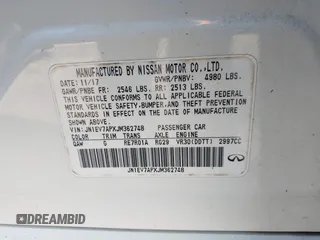 MFD BY NISSAN MOTOR CO.,LTD.
DATE: 11/17 GVWR/PNBV: 4980 LBS.
GAWR/PNBE FR: 2546 LBS. RR: 2513 LBS.
THIS VEHICLE CONFORMS TO ALL APPLICABLE FEDERAL
MOTOR VEHICLE SAFETY, BUMPER, AND THEFT
PREVENTION STANDARDS IN EFFECT ON THE DATE OF
MANUFACTURE SHOWN ABOVE.
JN1EV7APXJM362748 PASSENGER CAR
COLOR TRIM TRANS AXLE ENGINE
QAW G RE7R01A RG29 VR30(DDTT) 2997CC
JN1EV7APXJM362748
INFINITI
AUTOBIDMASTER